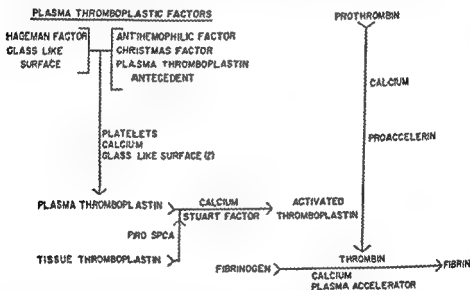 PLASMA THROMBOPLASTIC FACTORS
HAGEMAN FACTOR
GLASS LIKE
SURFACE
ANTIHEMOPHILIC FACTOR
CHRISTMAS FACTOR
PLASMA THROMBOPLASTIN
ANTECEDENT
PROTHROMBIN
CALCIUM
PROACCELERIN
PLATELETS
CALCIUM
GLASS LIKE SURFACE (?)
PLASMA THROMBOPLASTIN
CALCIUM
STUART FACTOR
ACTIVATED
THROMBOPLASTIN
PRO SPCA
TISSUE THROMBOPLASTIN
THROMBIN
FIBRINOGEN
CALCIUM
PLASMA ACCELERATOR
FIBRIN